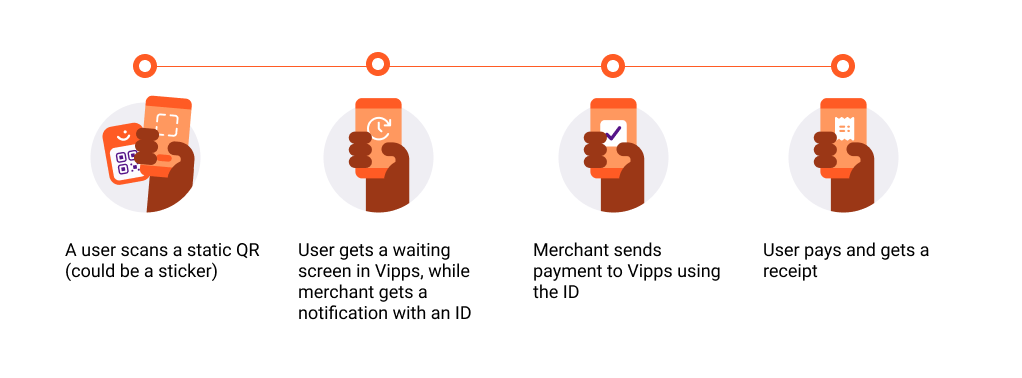 A user scans a static QR
(could be a sticker)
User gets a waiting
screen in Vipps, while
merchant gets a
notification with an ID
Merchant sends
payment to Vipps using
the ID
User pays and gets a
receipt